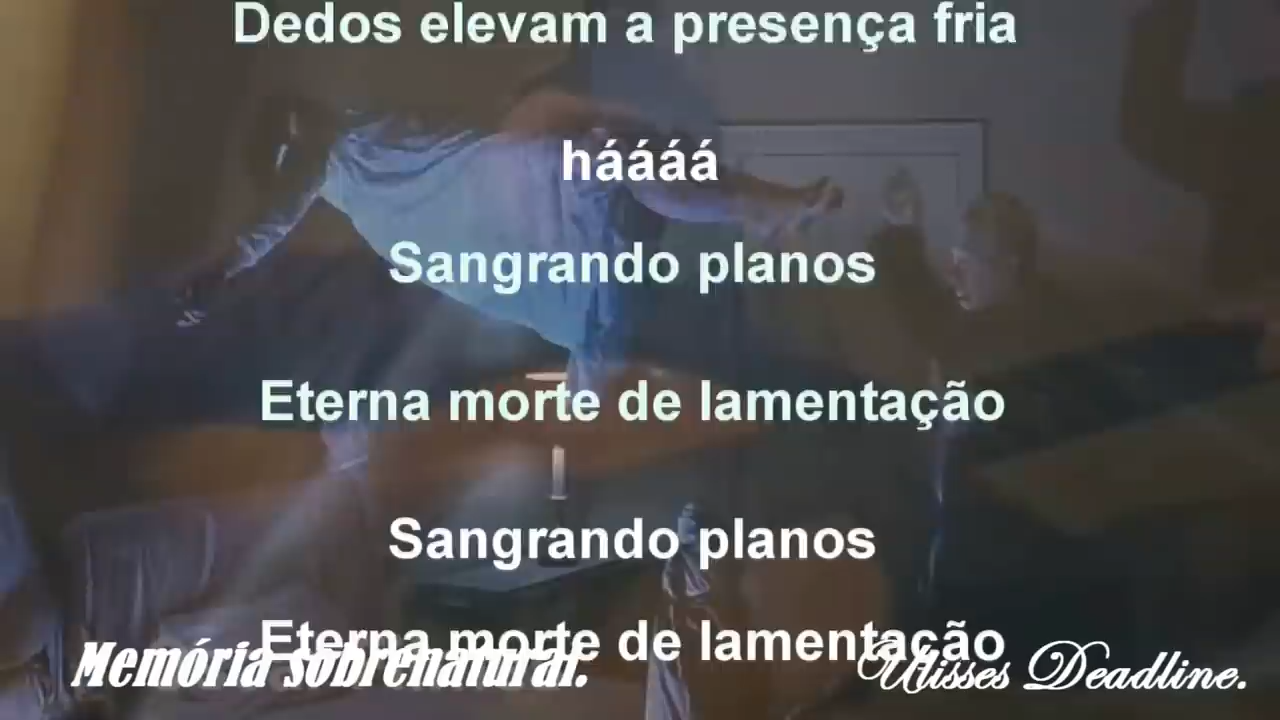 Dedos elevam a presença fria
háááá
Sangrando planos
Eterna morte de lamentação
Sangrando planos
Eterna morte de lamentação
Memória sobrenatural.
Ulisses Deadline.